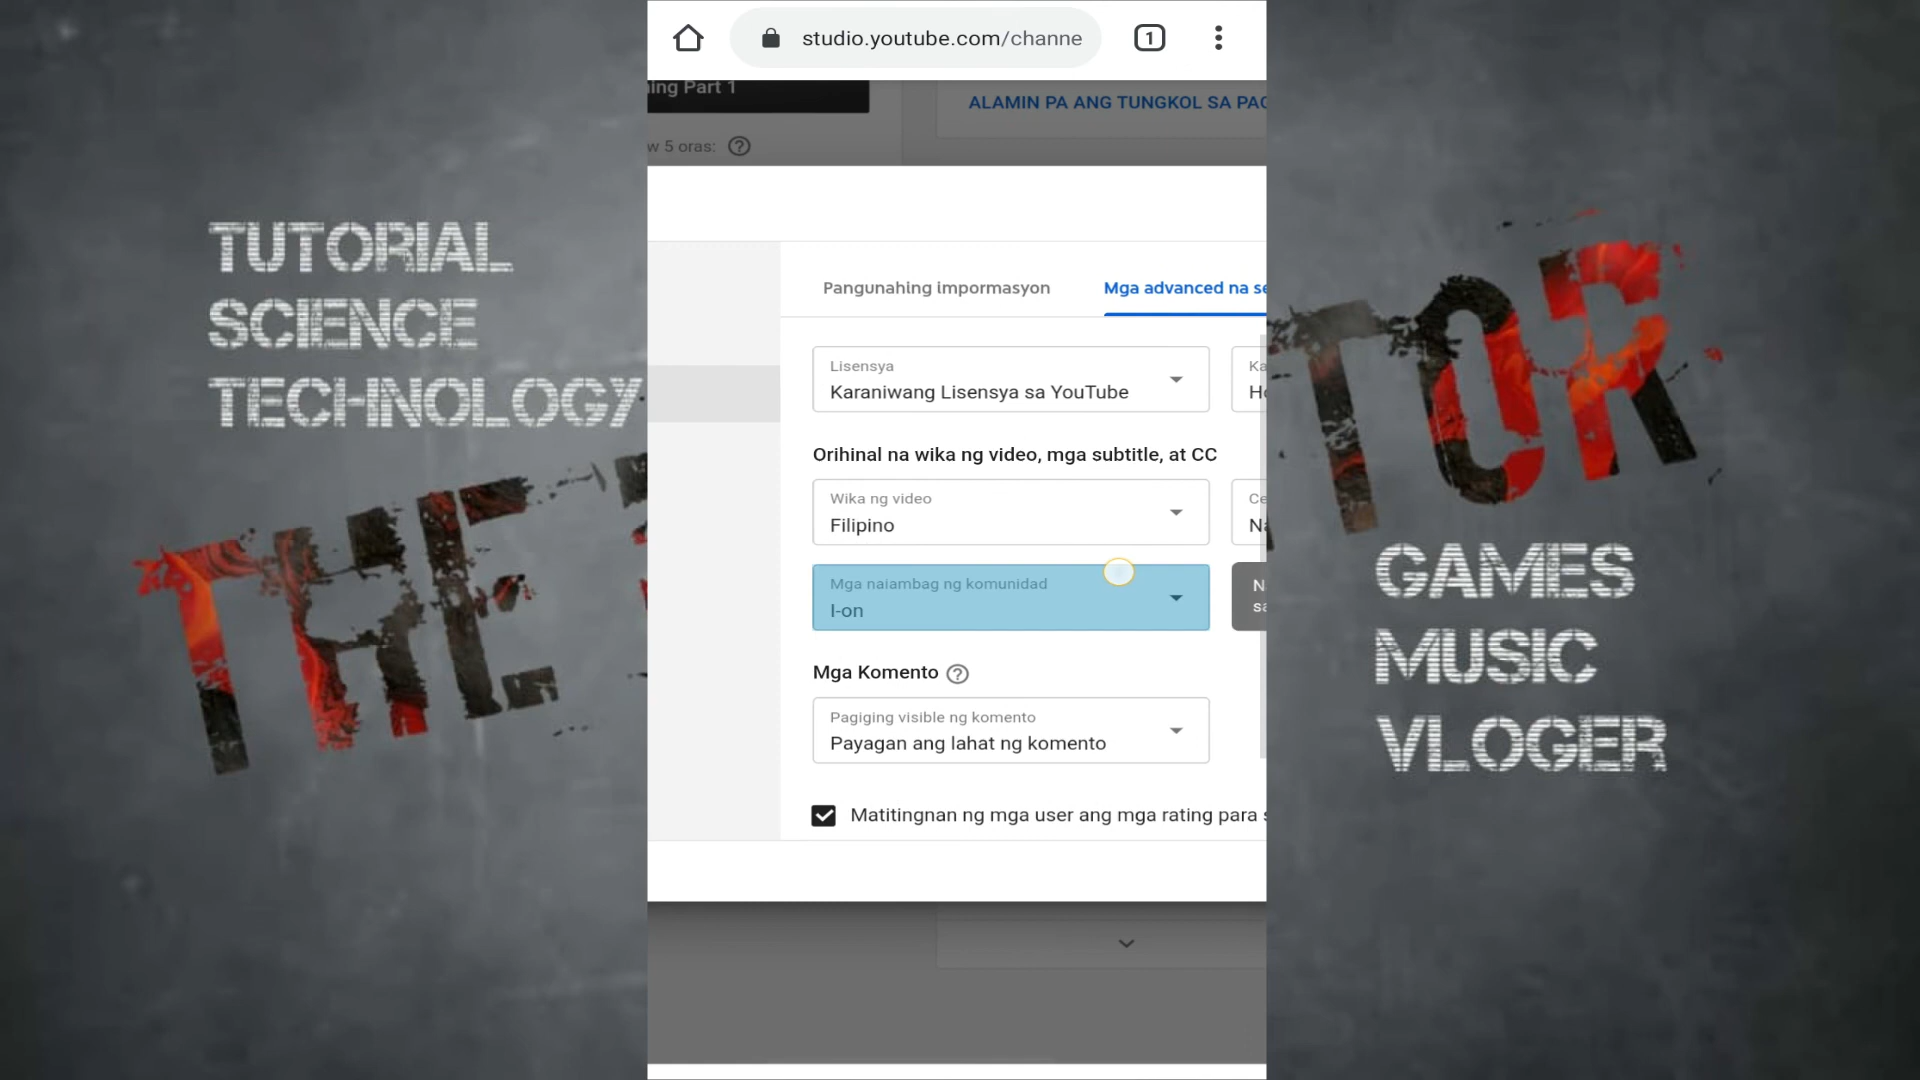 studio.youtube.com/channe
1
ing Part 1
ALAMIN PA ANG TUNGKOL SA PAG
w 5 oras:
TUTORIAL
SCIENCE
TECHNOLOGY
THE
TOR
GAMES
MUSIC
VLOGER
Pangunahing impormasyon
Mga advanced na se
Lisensya
Karaniwang Lisensya sa YouTube
Ka
Orihinal na wika ng video, mga subtitle, at CC
Wika ng video
Filipino
Ce
Mga naiambag ng komunidad
I-on
Mga Komento
Pagiging visible ng komento
Payagan ang lahat ng komento
Matitingnan ng mga user ang mga rating para s